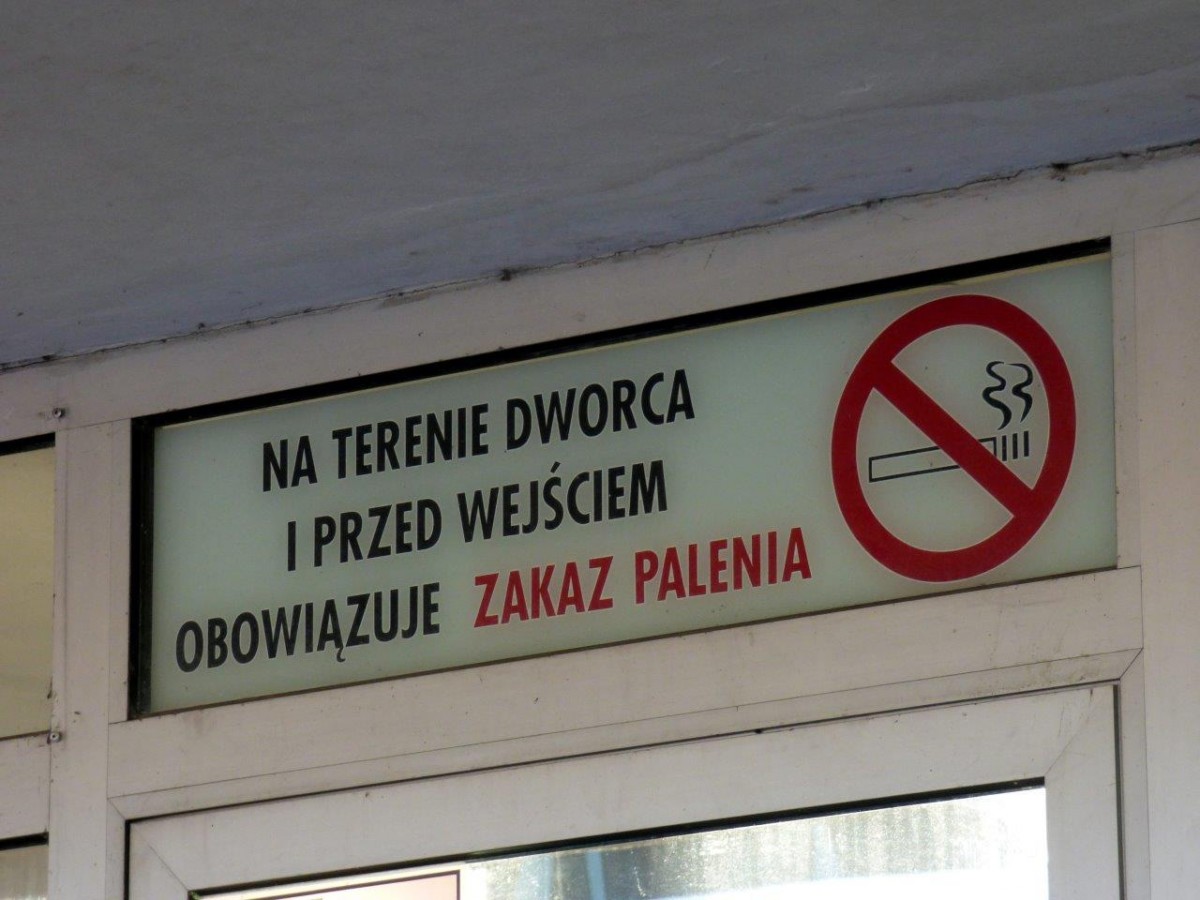 NA TERENIE DWORCA
I PRZED WEJŚCIEM
OBOWIĄZUJE ZAKAZ PALENIA